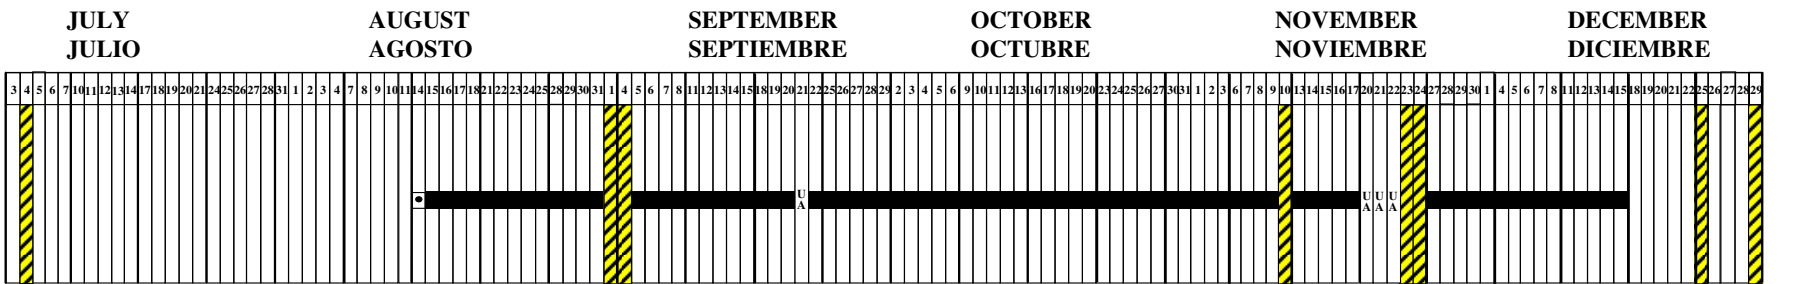 JULY AUGUST SEPTEMBER OCTOBER NOVEMBER DECEMBER
JULIO AGOSTO SEPTIEMBRE OCTUBRE NOVIEMBRE DICIEMBRE
3 4 5 6 7 10 11 12 13 14 17 18 19 20 21 24 25 26 27 28 31 1 2 3 4 7 8 9 10 11 14 15 16 17 18 21 22 23 24 25 28 29 30 31 1 4 5 6 7 8 11 12 13 14 15 18 19 20 21 22 25 26 27 28 29 2 3 4 5 6 9 10 11 12 13 16 17 18 19 20 23 24 25 26 27 30 31 1 2 3 6 7 8 9 10 13 14 15 16 17 20 21 22 23 24 27 28 29 30 1 4 5 6 7 8 11 12 13 14 15 18 19 20 21 22 25 26 27 28 29
U U U U
A A A A